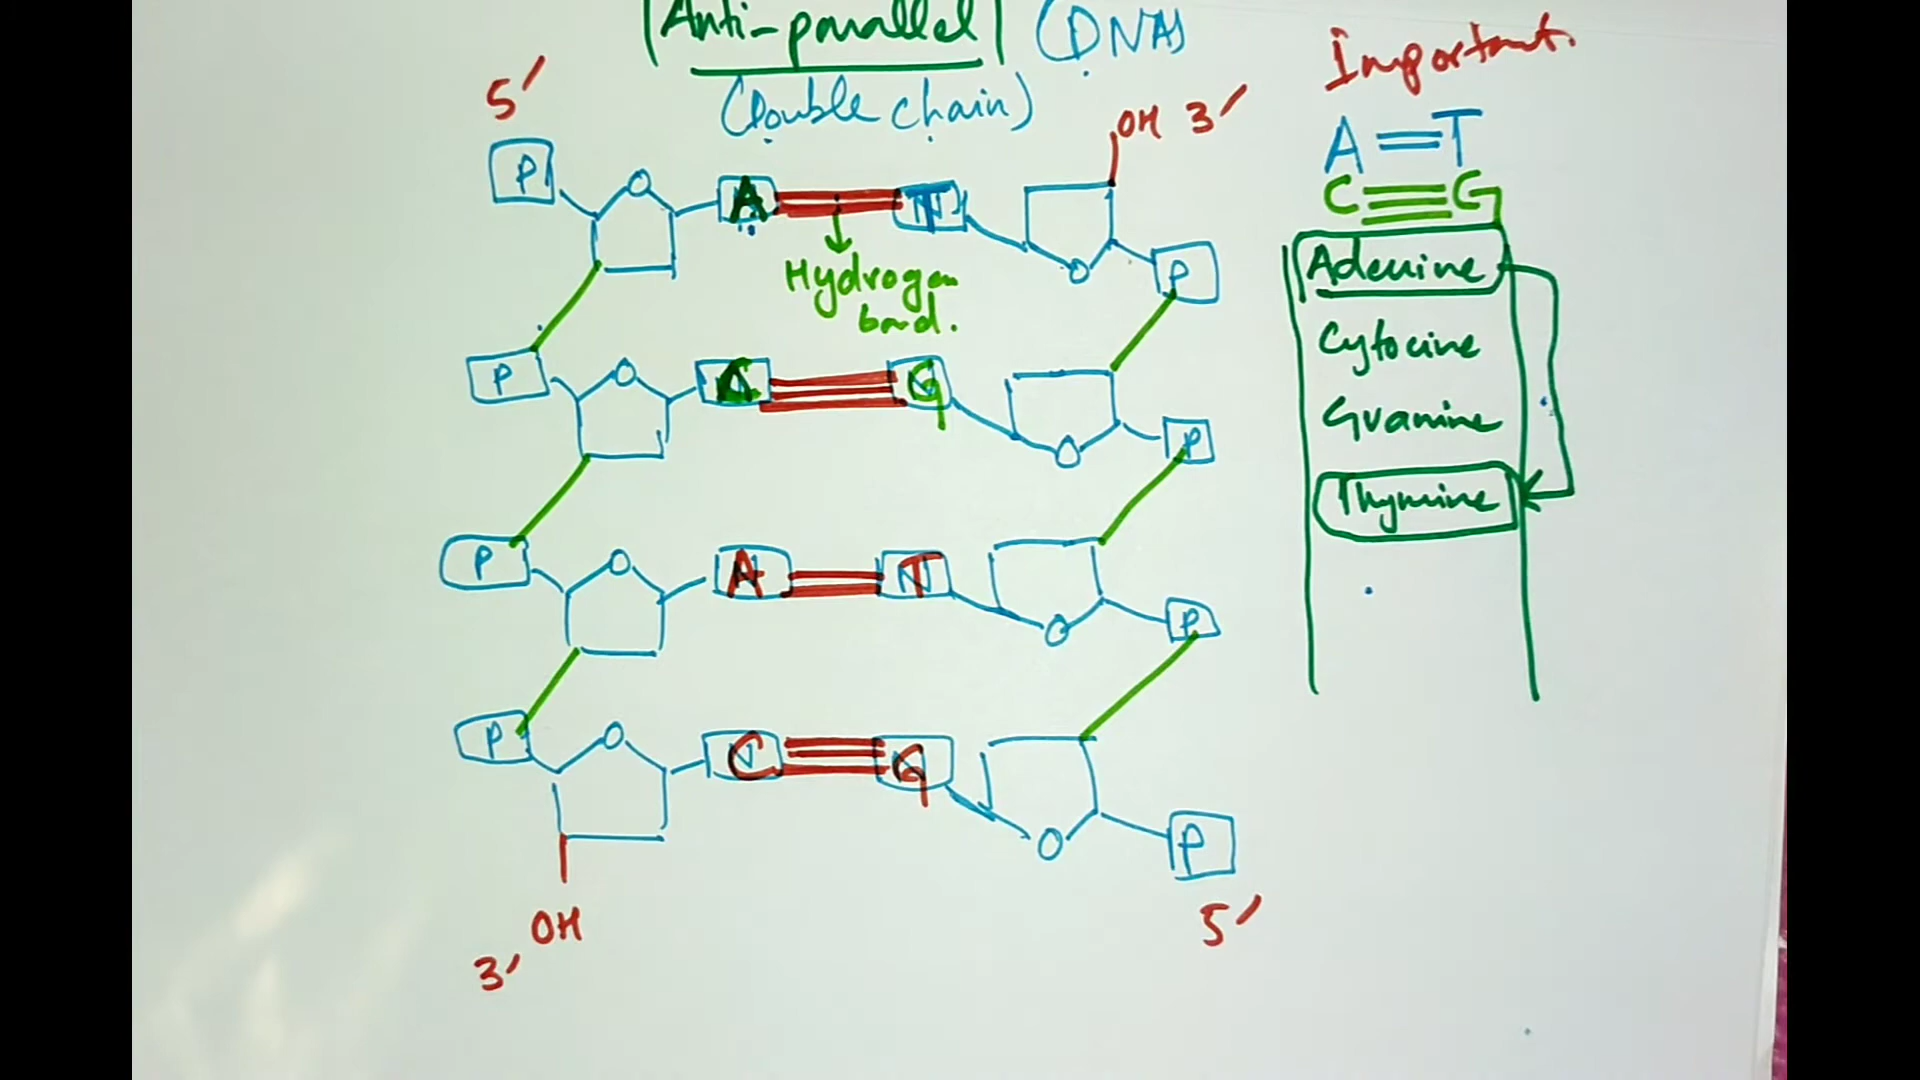 Anti-parallel (DNA)
(Double chain)
Important.
5′
OH 3′
A = T
C ≡ G
P A T
P
Hydrogen
bond.
Adenine
Cytocine
Guanine
Thymine
P C G P
P A T P
P C G
P
OH
3′
5′